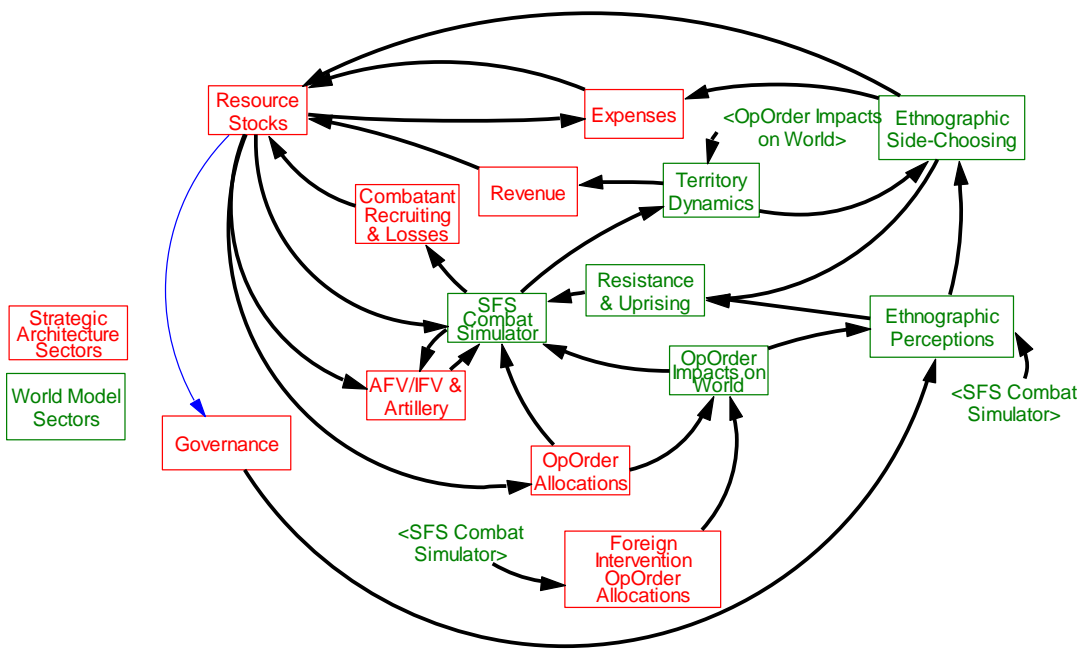 Resource
Stocks
Expenses
<OpOrder Impacts
on World>
Ethnographic
Side-Choosing
Combatant
Recruiting
& Losses
Revenue
Territory
Dynamics
SFS
Combat
Simulator
Resistance
& Uprising
Ethnographic
Perceptions
Strategic
Architecture
Sectors
World Model
Sectors
AFV/IFV &
Artillery
OpOrder
Impacts on
World
<SFS Combat
Simulator>
Governance
OpOrder
Allocations
<SFS Combat
Simulator>
Foreign
Intervention
OpOrder
Allocations